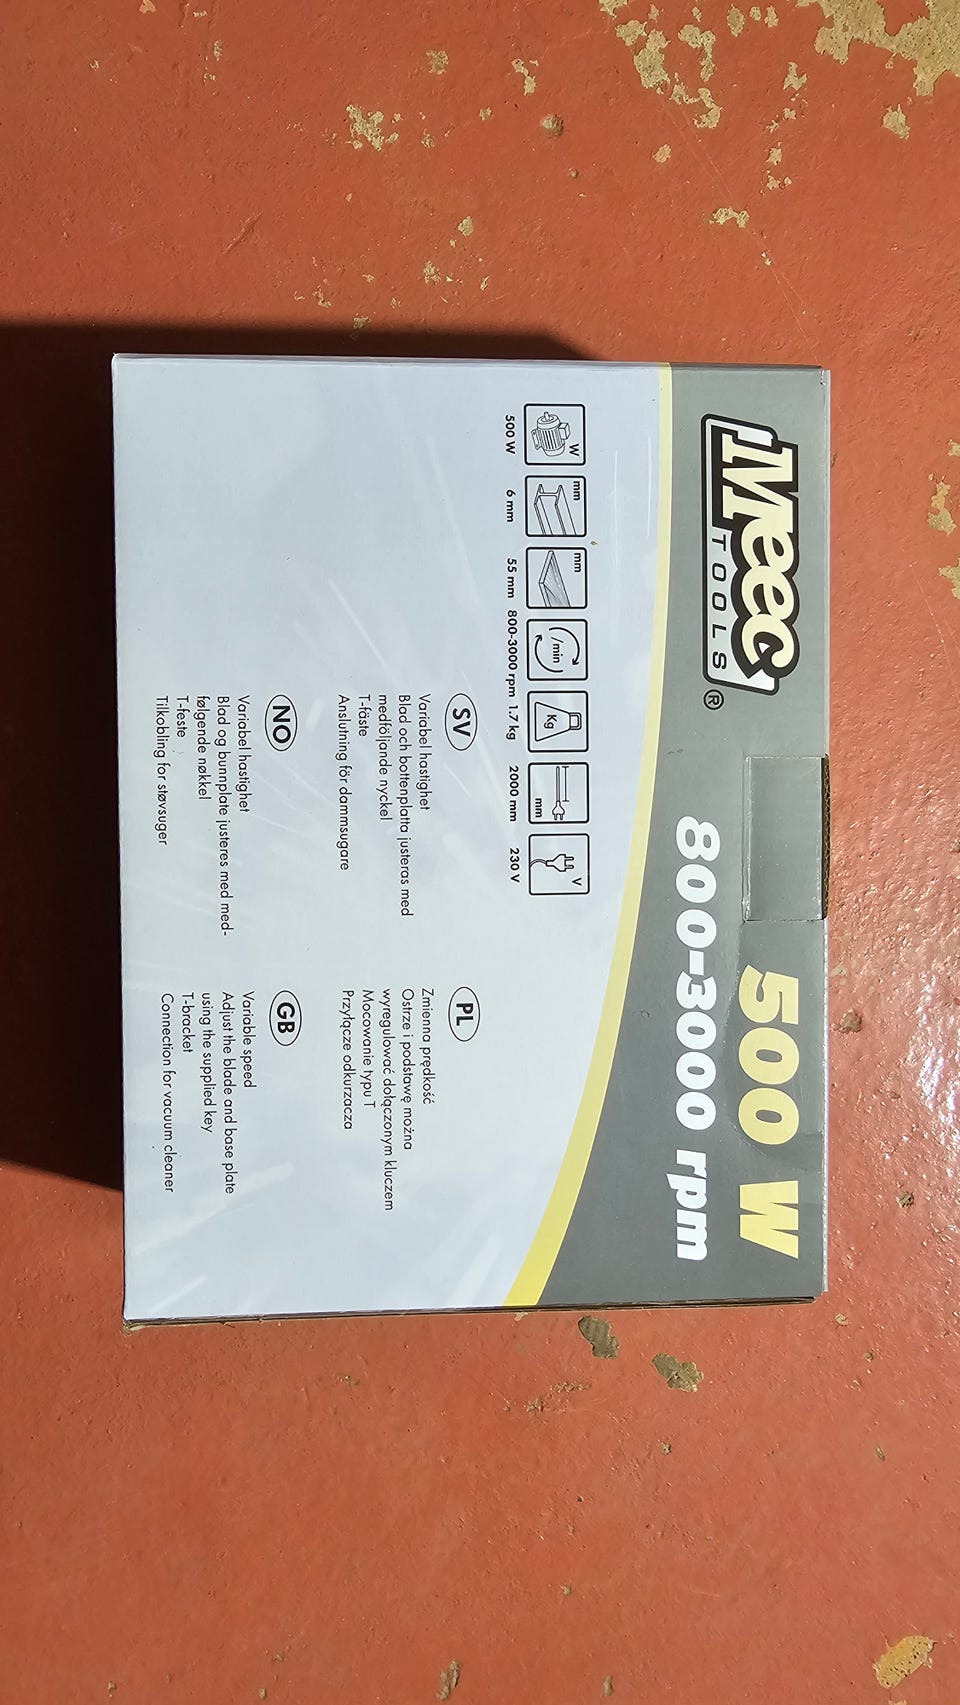 Meec
TOOLS®
500 W
800-3000 rpm
W
mm
mm
/min
Kg
mm
V
500 W
6 mm
55 mm
800-3000 rpm
1.7 kg
2000 mm
230 V
SV
Variabel hastighet
Blad och bottenplatta justeras med
medföljande nyckel
T-fäste
Anslutning för dammsugare
NO
Variabel hastighet
Blad og bunnplate justeres med med-
følgende nøkkel
T-feste
Tilkobling for støvsuger
PL
Zmienna prędkość
Ostrze i podstawę można
wyregulować dołączonym kluczem
Mocowanie typu T
Przyłącze odkurzacza
GB
Variable speed
Adjust the blade and base plate
using the supplied key
T-bracket
Connection for vacuum cleaner